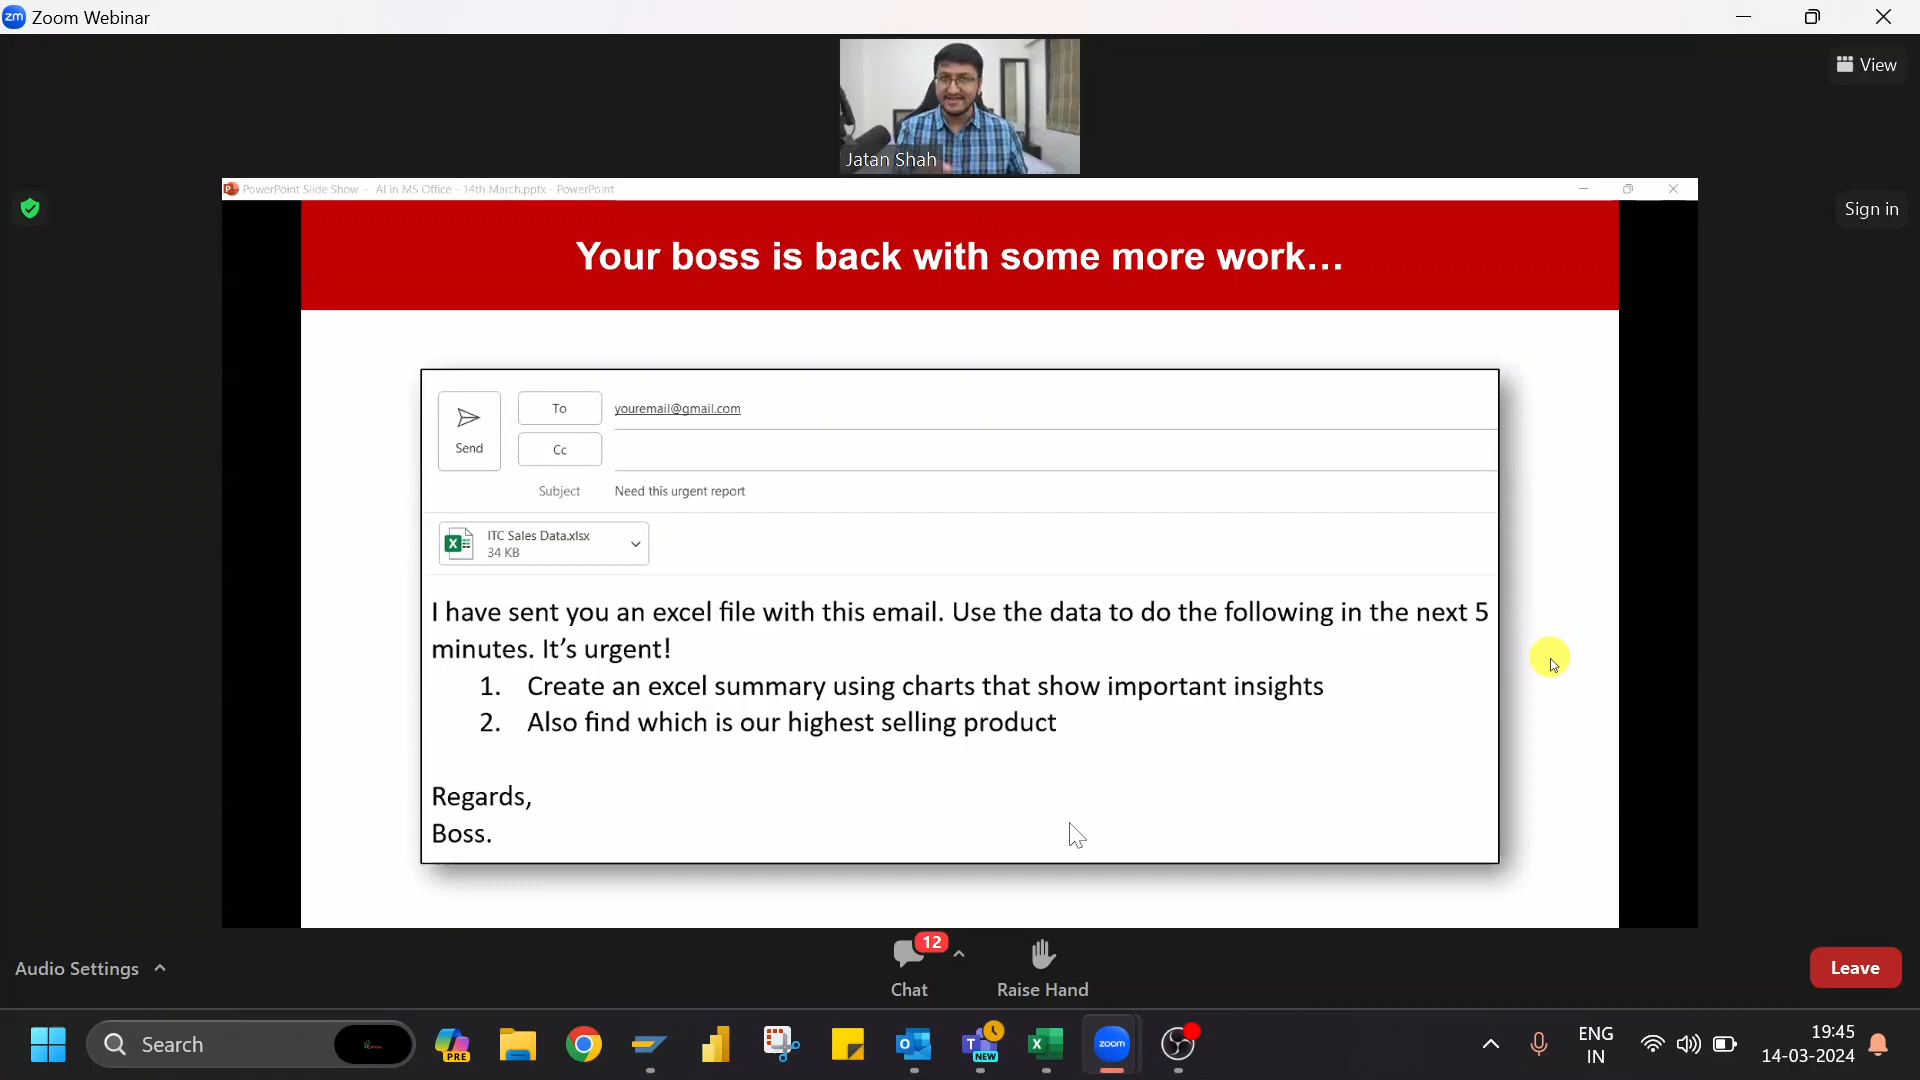 zm Zoom Webinar
View
Jatan Shah
PowerPoint Slide Show - AI in MS Office - 14th March.pptx - PowerPoint
Sign in
Your boss is back with some more work...
To
youremail@gmail.com
Send
Cc
Subject
Need this urgent report
ITC Sales Data.xlsx
34 KB
I have sent you an excel file with this email. Use the data to do the following in the next 5
minutes. It's urgent!
1. Create an excel summary using charts that show important insights
2. Also find which is our highest selling product
Regards,
Boss.
Audio Settings
12
Chat
Raise Hand
Leave
Search
PRE
NEW
zoom
ENG
IN
19:45
14-03-2024